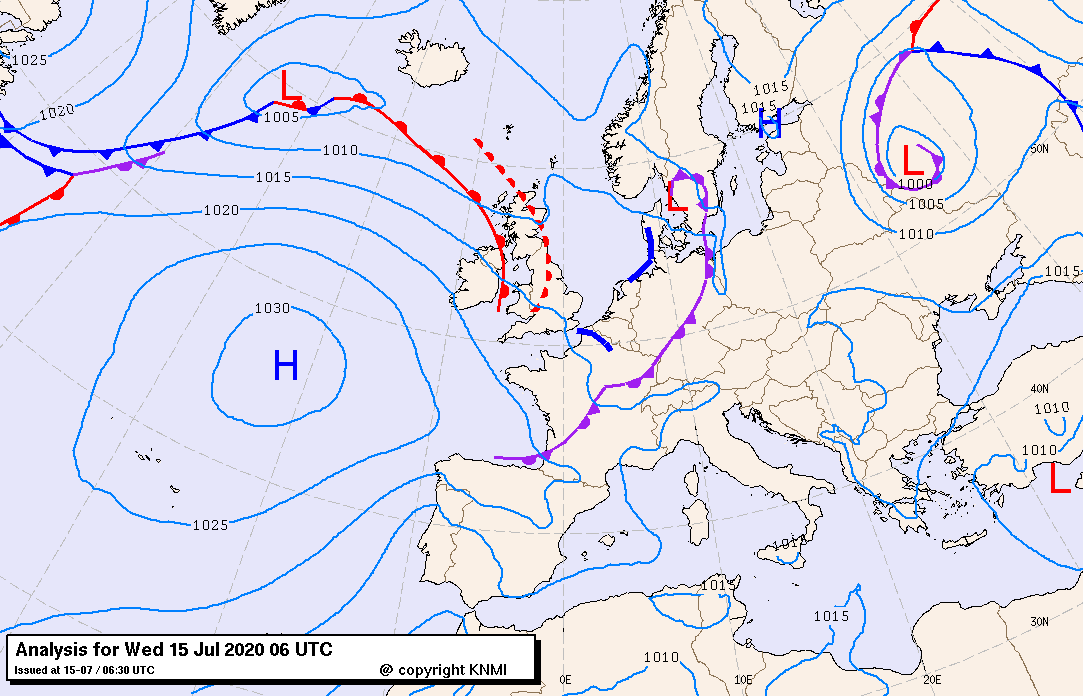 1025
1020
L
1005
1010
1015
1020
1030
H
1025
1015
1015
H
L
50N
L
1000
1005
1010
1015
40N
1010
1010
L
1015
1015
30N
1010
0E
10E
20E
Analysis for Wed 15 Jul 2020 06 UTC
Issued at 15-07 / 06:30 UTC
@ copyright KNMI